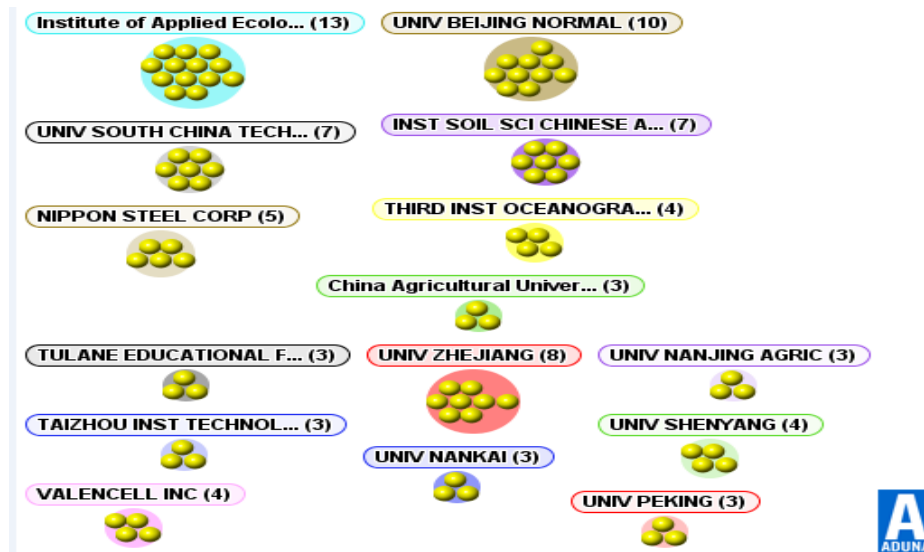 Institute of Applied Ecolo... (13)
UNIV BEIJING NORMAL (10)
UNIV SOUTH CHINA TECH... (7)
INST SOIL SCI CHINESE A... (7)
NIPPON STEEL CORP (5)
THIRD INST OCEANOGRA... (4)
China Agricultural Univer... (3)
TULANE EDUCATIONAL F... (3)
UNIV ZHEJIANG (8)
UNIV NANJING AGRIC (3)
TAIZHOU INST TECHNOL... (3)
UNIV SHENYANG (4)
UNIV NANKAI (3)
VALENCELL INC (4)
UNIV PEKING (3)
A
ADUNA